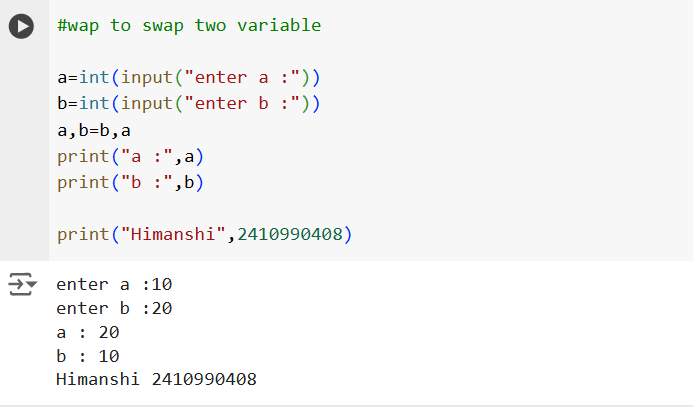 #wap to swap two variable
a=int(input("enter a :"))
b=int(input("enter b :"))
a,b=b,a
print("a :",a)
print("b :",b)
print("Himanshi",2410990408)
enter a :10
enter b :20
a : 20
b : 10
Himanshi 2410990408